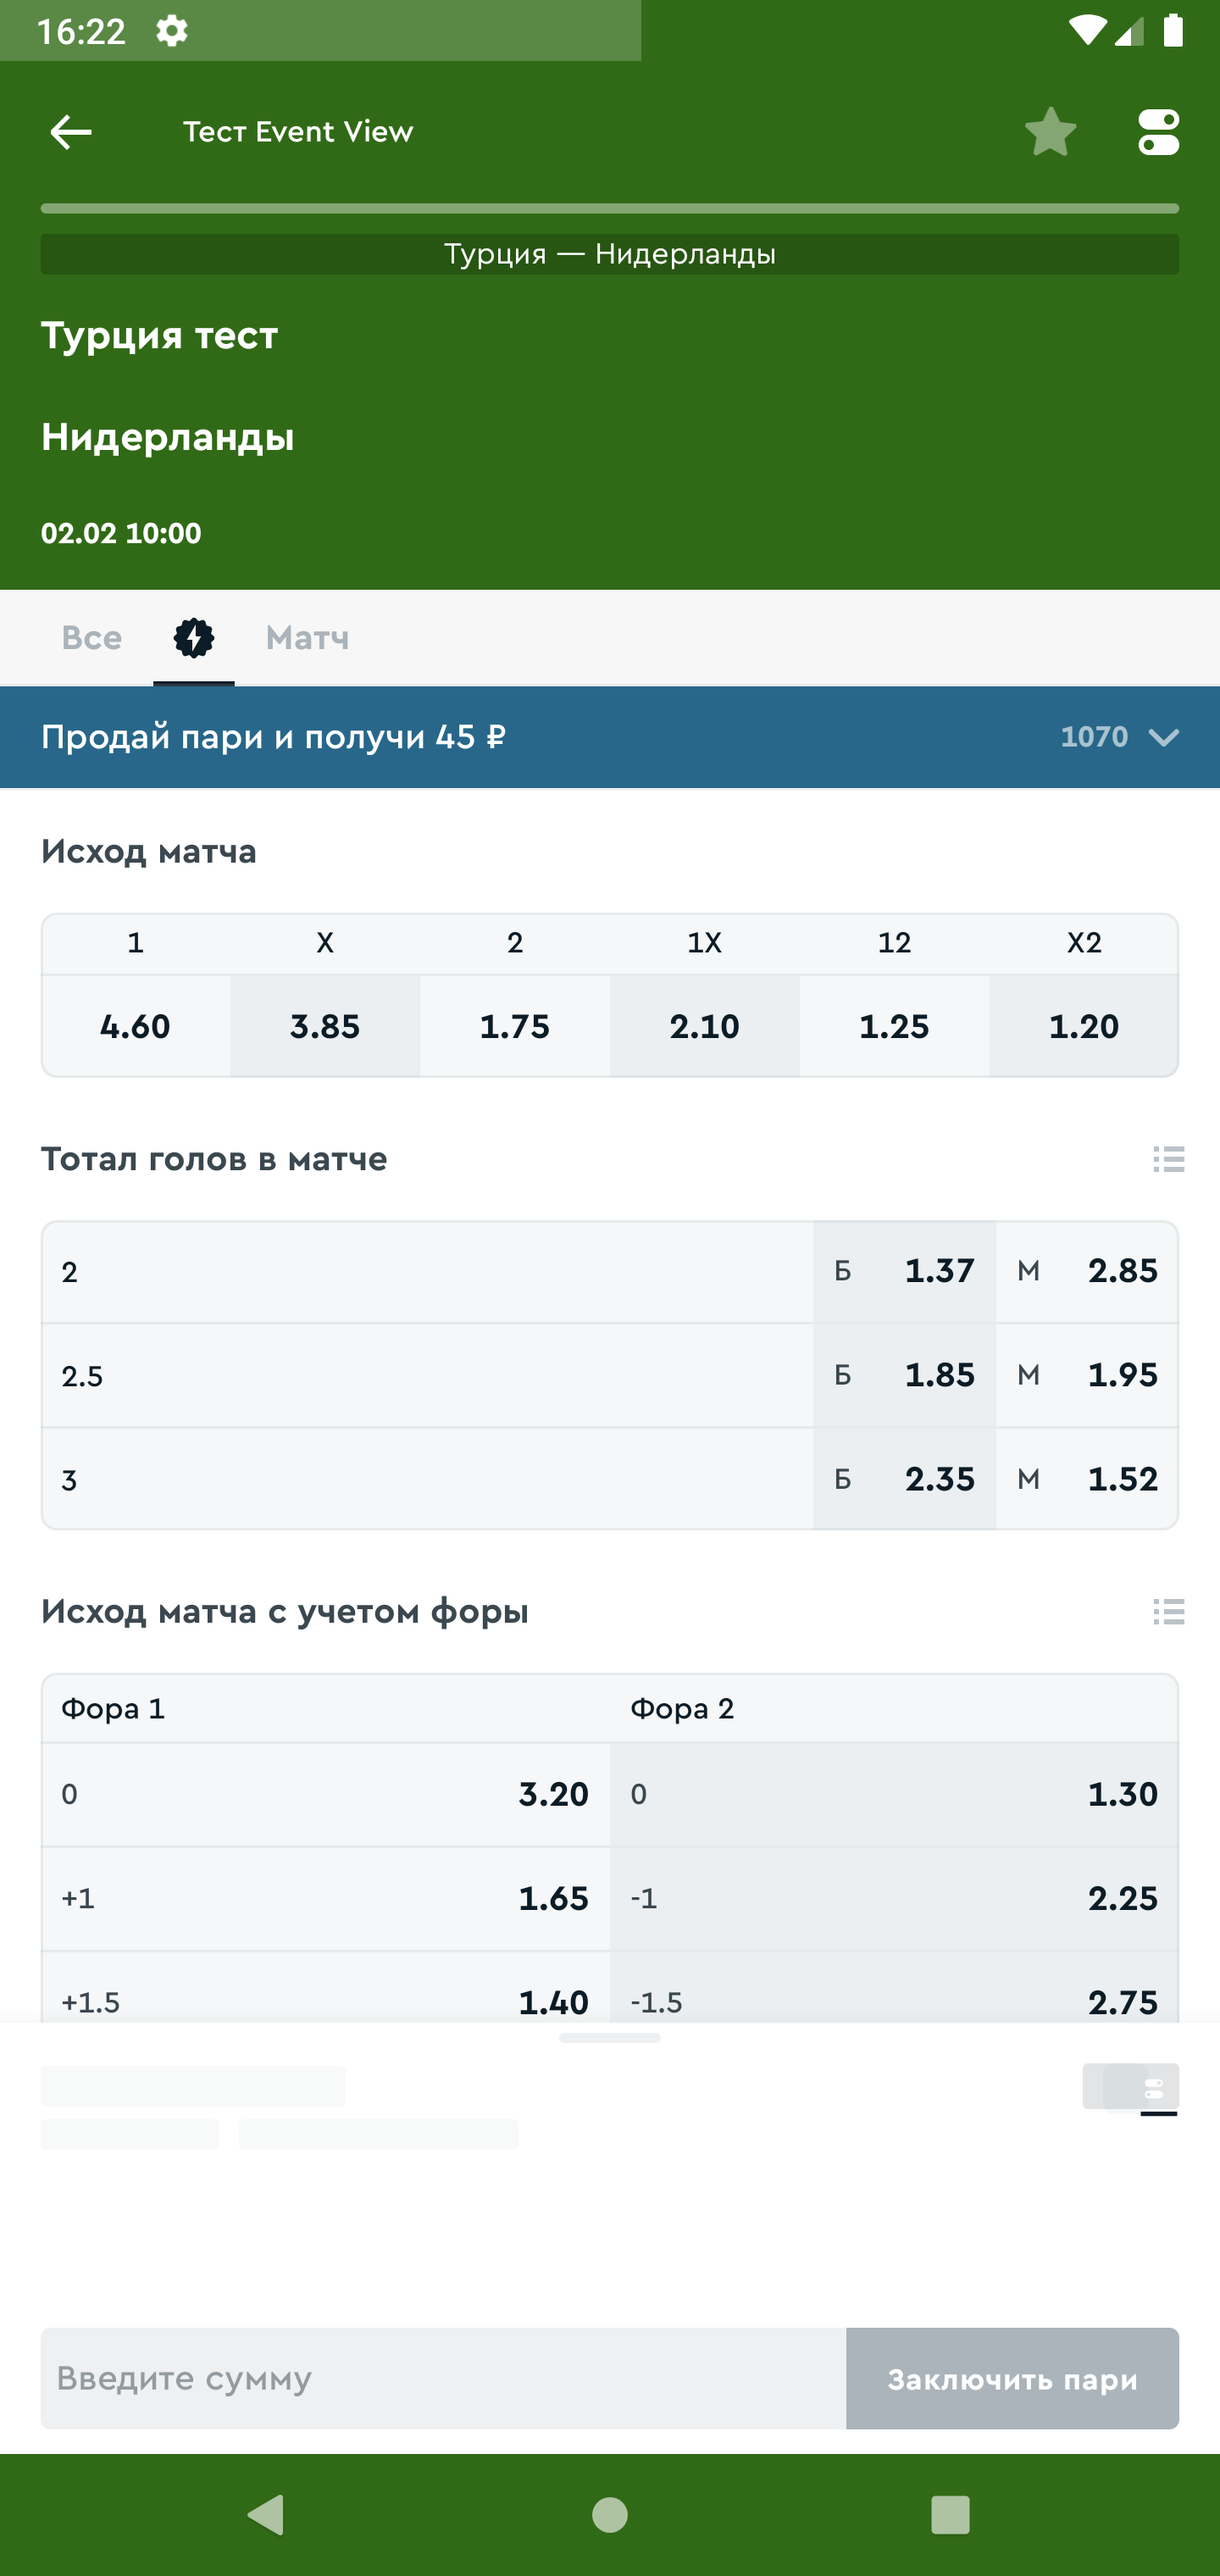 16:22
Тест Event View
Турция — Нидерланды
Турция тест
Нидерланды
02.02 10:00
Все Матч
Продай пари и получи 45 ₽ 1070
Исход матча
1 X 2 1X 12 X2
4.60 3.85 1.75 2.10 1.25 1.20
Тотал голов в матче
2 Б 1.37 М 2.85
2.5 Б 1.85 М 1.95
3 Б 2.35 М 1.52
Исход матча с учетом форы
Фора 1 Фора 2
0 3.20 0 1.30
+1 1.65 -1 2.25
+1.5 1.40 -1.5 2.75
Введите сумму Заключить пари